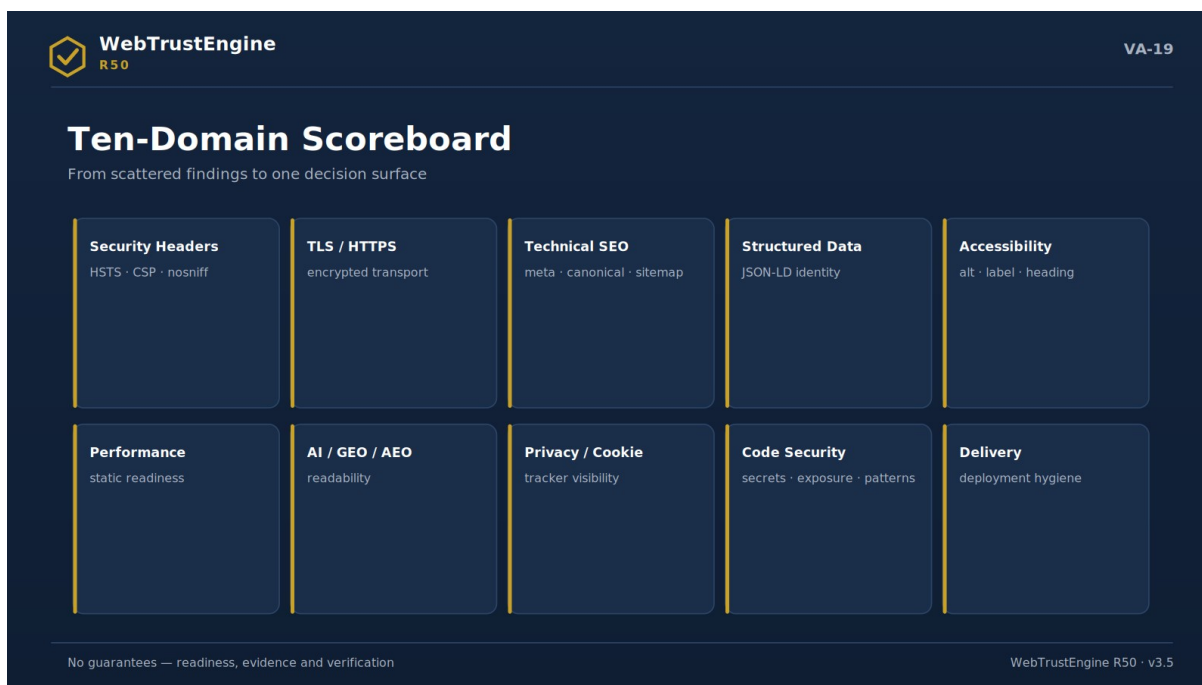 WebTrustEngine
R50
VA-19
Ten-Domain Scoreboard
From scattered findings to one decision surface
Security Headers
HSTS · CSP · nosniff
TLS / HTTPS
encrypted transport
Technical SEO
meta · canonical · sitemap
Structured Data
JSON-LD identity
Accessibility
alt · label · heading
Performance
static readiness
AI / GEO / AEO
readability
Privacy / Cookie
tracker visibility
Code Security
secrets · exposure · patterns
Delivery
deployment hygiene
No guarantees — readiness, evidence and verification
WebTrustEngine R50 · v3.5